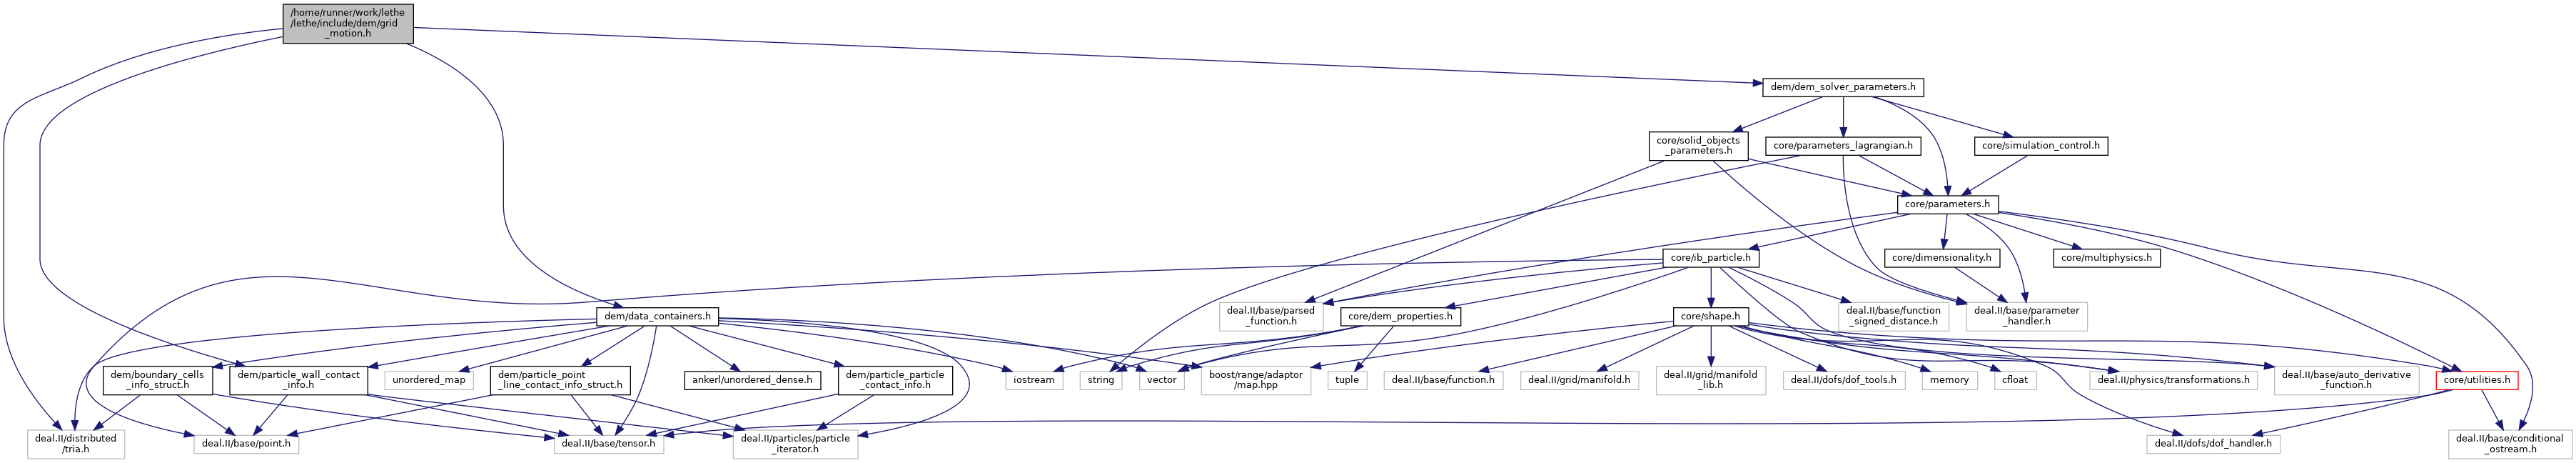 /home/runner/work/lethe
/lethe/include/dem/grid
_motion.h
dem/dem_solver_parameters.h
core/solid_objects
_parameters.h
core/parameters_lagrangian.h
core/simulation_control.h
core/parameters.h
core/ib_particle.h
core/dimensionality.h
core/multiphysics.h
dem/data_containers.h
deal.II/base/parsed
_function.h
core/dem_properties.h
core/shape.h
deal.II/base/function
_signed_distance.h
deal.II/base/parameter
_handler.h
dem/boundary_cells
_info_struct.h
dem/particle_wall_contact
_info.h
unordered_map
dem/particle_point
_line_contact_info_struct.h
ankerl/unordered_dense.h
dem/particle_particle
_contact_info.h
iostream
string
vector
boost/range/adaptor
/map.hpp
tuple
deal.II/base/function.h
deal.II/grid/manifold.h
deal.II/grid/manifold
_lib.h
deal.II/dofs/dof_tools.h
memory
cfloat
deal.II/physics/transformations.h
deal.II/base/auto_derivative
_function.h
core/utilities.h
deal.II/distributed
/tria.h
deal.II/base/point.h
deal.II/base/tensor.h
deal.II/particles/particle
_iterator.h
deal.II/dofs/dof_handler.h
deal.II/base/conditional
_ostream.h